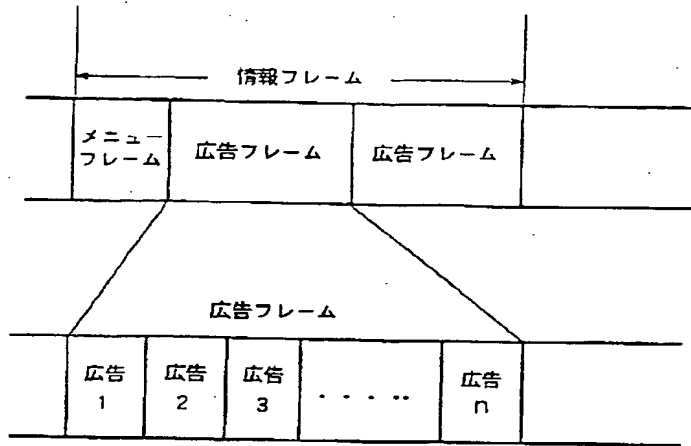 情報フレーム
メニュー
フレーム
広告フレーム
広告フレーム
広告フレーム
広告
1
広告
2
広告
3
.....
広告
n